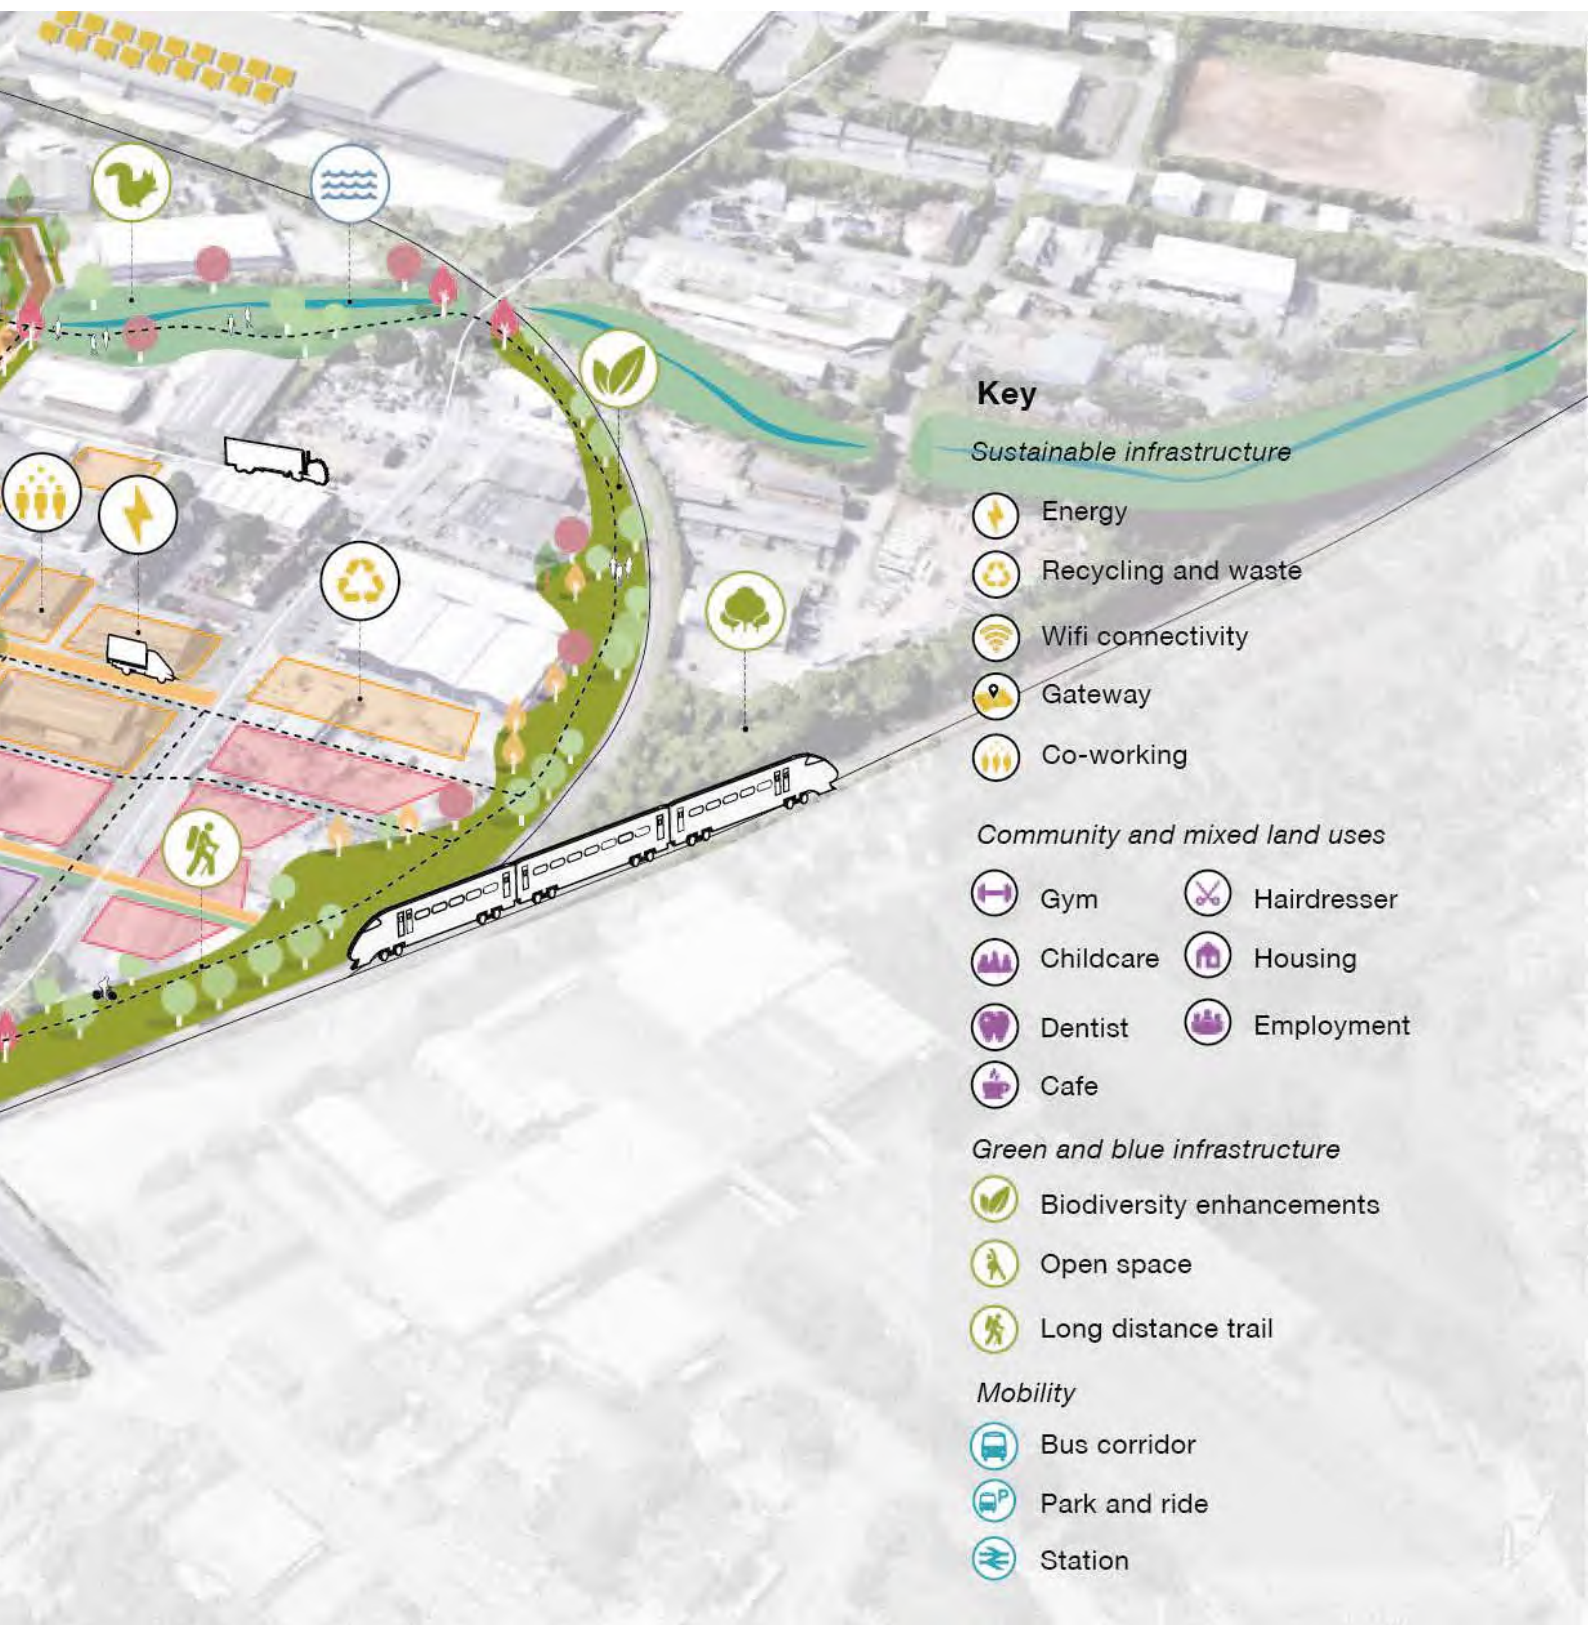 Key
Sustainable infrastructure
Energy
Recycling and waste
Wifi connectivity
Gateway
Co-working
Community and mixed land uses
Gym
Hairdresser
Childcare
Housing
Dentist
Employment
Cafe
Green and blue infrastructure
Biodiversity enhancements
Open space
Long distance trail
Mobility
Bus corridor
P
Park and ride
Station